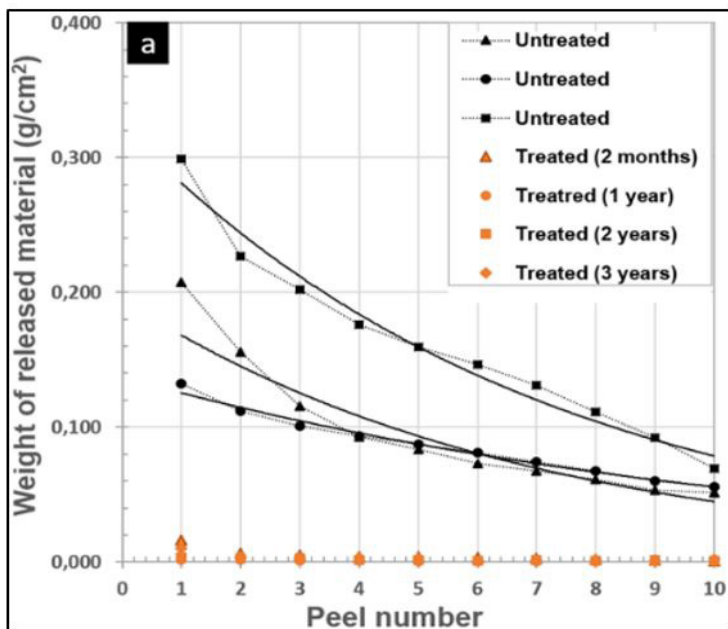 a
Weight of released material (g/cm²)
0,400
0,300
0,200
0,100
0,000
Untreated
Untreated
Untreated
Treated (2 months)
Treatred (1 year)
Treated (2 years)
Treated (3 years)
0 1 2 3 4 5 6 7 8 9 10
Peel number